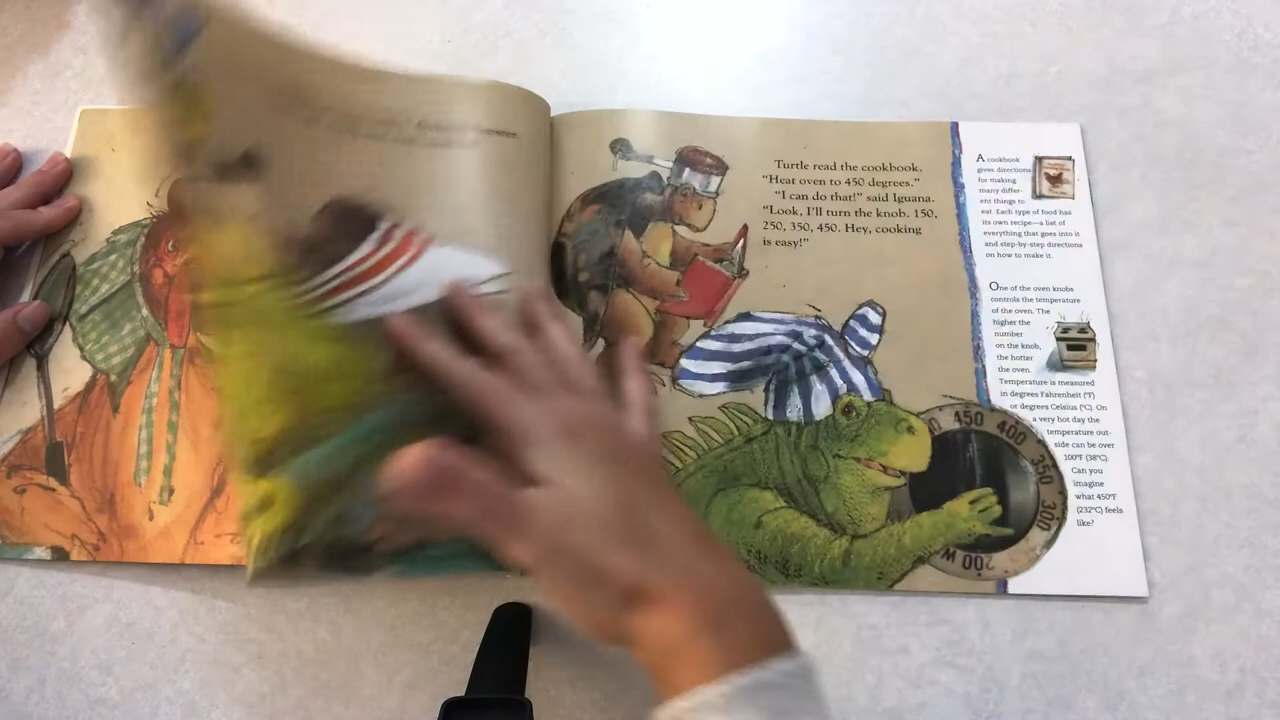 Turtle read the cookbook.
“Heat oven to 450 degrees.”
“I can do that!” said Iguana.
“Look, I’ll turn the knob. 150,
250, 350, 450. Hey, cooking
is easy!”
A cookbook
gives directions
for making
many differ-
ent things to
eat. Each type of food has
its own recipe—a list of
everything that goes into it
and step-by-step directions
on how to make it.
One of the oven knobs
controls the temperature
of the oven. The
higher the
number
on the knob,
the hotter
the oven.
Temperature is measured
in degrees Fahrenheit (°F)
or degrees Celsius (°C). On
a very hot day the
temperature out-
side can be over
100°F (38°C).
Can you
imagine
what 450°F
(232°C) feels
like?
450
400
350
300
200
W